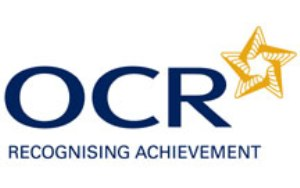 OCR
RECOGNISING ACHIEVEMENT